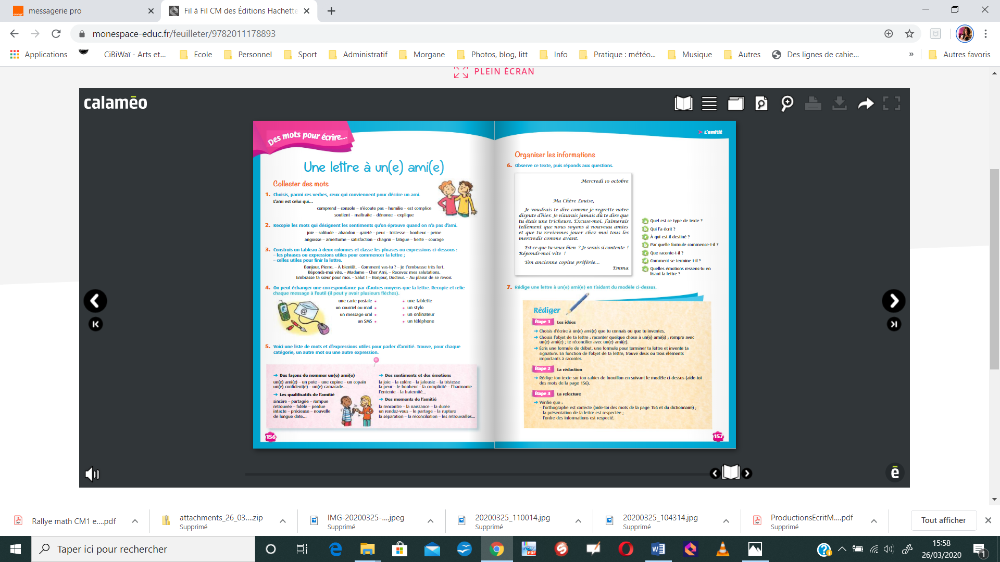 messagerie pro
Fil à Fil CM des Éditions Hachette
monespace-educ.fr/feuilleter/9782011178893
Applications
CiBiWaï - Arts et...
Ecole
Personnel
Sport
Administratif
Morgane
Photos, blog, litt
Info
Pratique : météo...
Musique
Autres
Des lignes de cahie...
»
Autres favoris
PLEIN ÉCRAN
calaméo
Des mots pour écrire...
Une lettre à un(e) ami(e)
Collecter des mots
1. Choisis, parmi ces verbes, ceux qui conviennent pour décrire un ami.
L'ami est celui qui...
comprend – console – n'écoute pas – humilie – est complice
soutient – maltraite – dénonce – explique
2. Recopie les mots qui désignent les sentiments qu'on éprouve quand on n'a pas d'ami.
joie – solitude – abandon – gaieté – peur – tristesse – bonheur – peine
angoisse – amertume – satisfaction – chagrin – fatigue – fierté – courage
3. Construis un tableau à deux colonnes et classe les phrases ou expressions ci-dessous :
– les phrases ou expressions utiles pour commencer la lettre ;
– celles utiles pour finir la lettre.
Bonjour, Pierre. – À bientôt. – Comment vas-tu ? – Je t'embrasse très fort.
Réponds-moi vite. – Madame – Cher Ami, – Recevez mes salutations.
Embrasse ta sœur pour moi. – Salut ! – Bonjour, Docteur. – Au plaisir de se revoir.
4. On peut échanger une correspondance par d'autres moyens que la lettre. Recopie et relie
chaque message à l'outil (il peut y avoir plusieurs flèches).
une carte postale • • une tablette
un courriel ou mail • • un stylo
un message oral • • un ordinateur
un SMS • • un téléphone
@
5. Voici une liste de mots et d'expressions utiles pour parler d'amitié. Trouve, pour chaque
catégorie, un autre mot ou une autre expression.
➔ Des façons de nommer un(e) ami(e)
un(e) ami(e) – un pote – une copine – un copain
un(e) confident(e) – un(e) camarade...
➔ Les qualificatifs de l'amitié
sincère – partagée – rompue
retrouvée – fidèle – perdue
intacte – précieuse – nouvelle
de longue date...
➔ Des sentiments et des émotions
la joie – la colère – la jalousie – la tristesse
la peur – le bonheur – la complicité – l'harmonie
l'entente – la fraternité...
➔ Des moments de l'amitié
la rencontre – la naissance – la durée
un rendez-vous – le partage – la rupture
la séparation – la réconciliation – les retrouvailles...
156
> L'amitié
Organiser les informations
6. Observe ce texte, puis réponds aux questions.
Mercredi 10 octobre
Ma Chère Louise,
Je voudrais te dire comme je regrette notre
dispute d'hier. Je n'aurais jamais dû te dire que
tu étais une tricheuse. Excuse-moi. J'aimerais
tellement que nous soyons à nouveau amies
et que tu reviennes jouer chez moi tous les
mercredis comme avant.
Est-ce que tu veux bien ? Je serais si contente !
Réponds-moi vite !
Ton ancienne copine préférée...
Emma
a Quel est ce type de texte ?
b Qui l'a écrit ?
c À qui est-il destiné ?
b Par quelle formule commence-t-il ?
c Que raconte-t-il ?
d Comment se termine-t-il ?
e Quelles émotions ressens-tu en
lisant la lettre ?
7. Rédige une lettre à un(e) ami(e) en t'aidant du modèle ci-dessus.
Rédiger
Étape 1 Les idées
➔ Choisis d'écrire à un(e) ami(e) que tu connais ou que tu inventes.
➔ Choisis l'objet de ta lettre : raconter quelque chose à un(e) ami(e) ; rompre avec
un(e) ami(e) ; te réconcilier avec un(e) ami(e).
➔ Écris une formule de début, une formule pour terminer ta lettre et invente ta
signature. En fonction de l'objet de ta lettre, trouve deux ou trois éléments
importants à raconter.
Étape 2 La rédaction
➔ Rédige ton texte sur ton cahier de brouillon en suivant le modèle ci-dessus (aide-toi
des mots de la page 156).
Étape 3 La relecture
➔ Vérifie que :
– l'orthographe est correcte (aide-toi des mots de la page 156 et du dictionnaire) ;
– la présentation de la lettre est respectée ;
– l'ordre des informations est respecté.
157
Rallye math CM1 e....pdf
attachments_26_03....zip
Supprimé
IMG-20200325-....jpeg
Supprimé
20200325_110014.jpg
Supprimé
20200325_104314.jpg
Supprimé
ProductionsEcritM....pdf
Supprimé
Tout afficher
Taper ici pour rechercher
15:58
26/03/2020
1